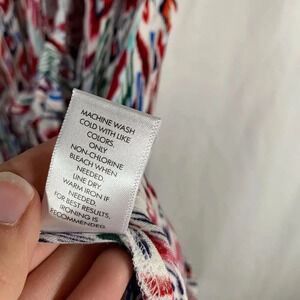 MACHINE WASH
COLD WITH LIKE
COLORS.
ONLY
NON-CHLORINE
BLEACH WHEN
NEEDED.
LINE DRY.
WARM IRON IF
NEEDED.
FOR BEST RESULTS,
IRONING IS
RECOMMENDED